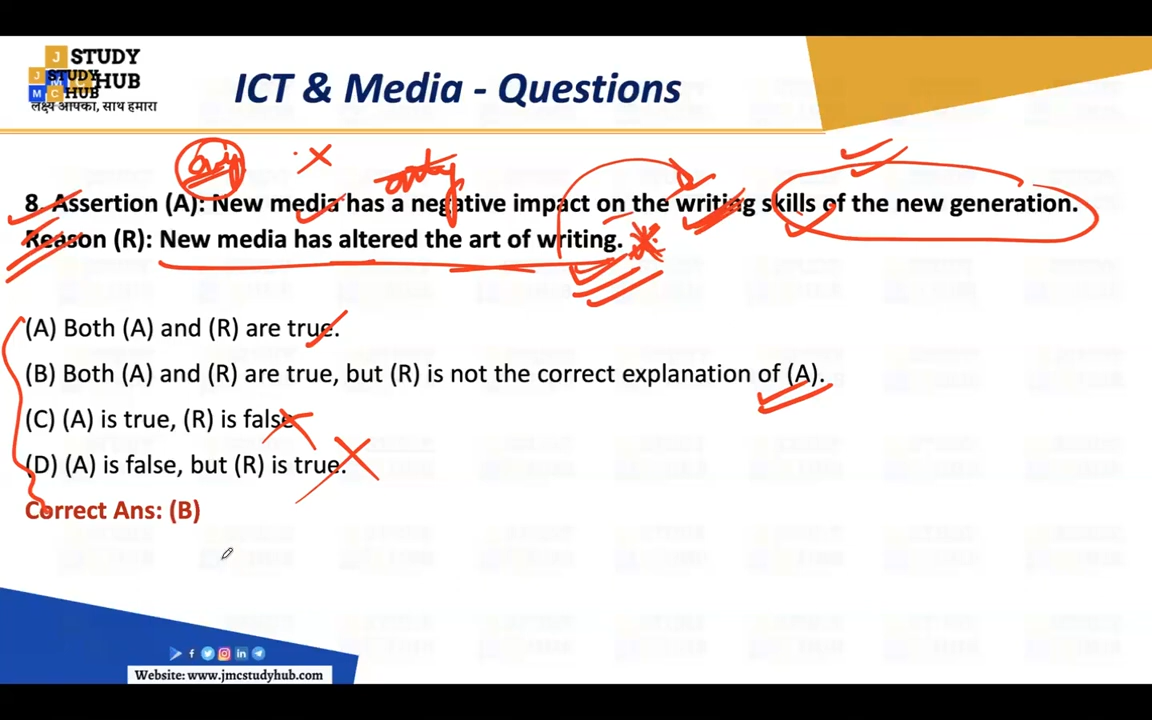 J STUDY
J STUDY
M HUB
M C HUB
लक्ष्य आपका, साथ हमारा
ICT & Media - Questions
8. Assertion (A): New media has a negative impact on the writing skills of the new generation.
Reason (R): New media has altered the art of writing.
(A) Both (A) and (R) are true.
(B) Both (A) and (R) are true, but (R) is not the correct explanation of (A).
(C) (A) is true, (R) is false
(D) (A) is false, but (R) is true.
Correct Ans: (B)
Website: www.jmcstudyhub.com